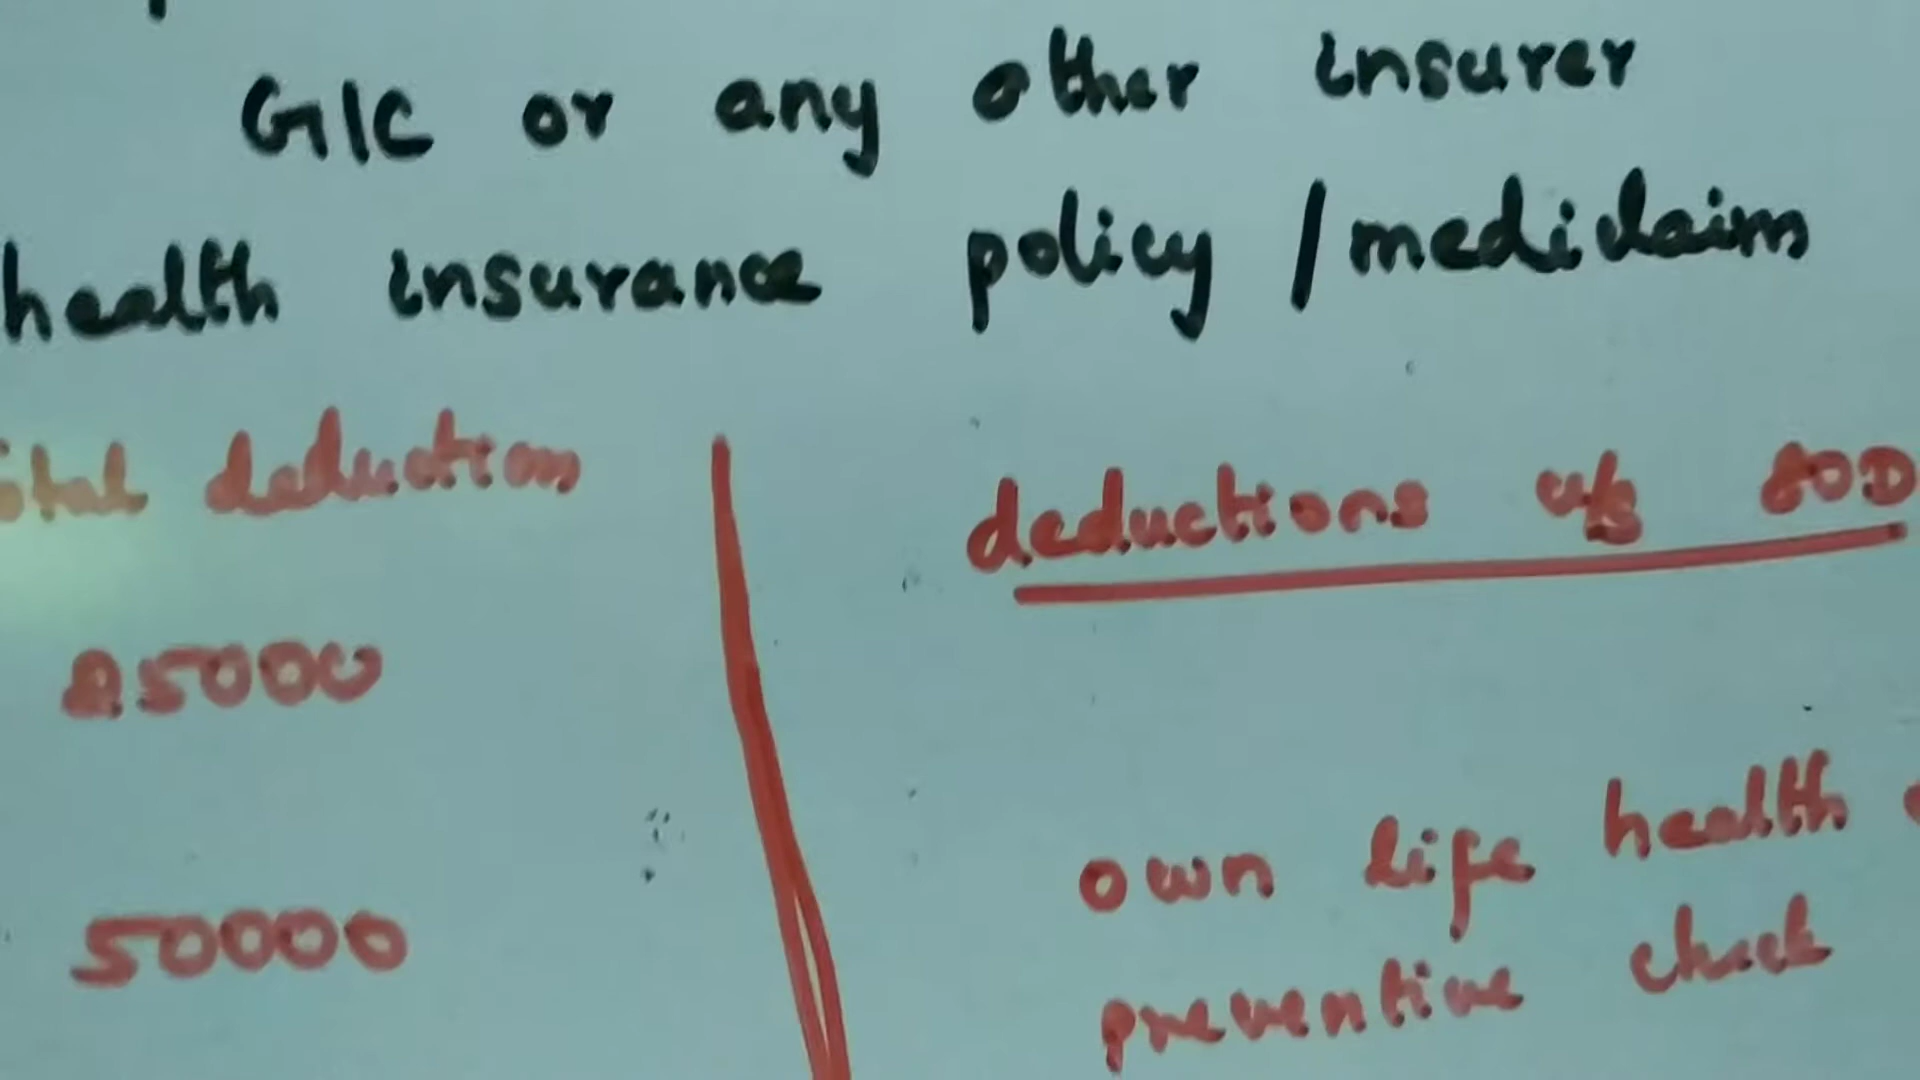 GIC or any other insurer
health insurance policy / mediclaim
deduction
25000
50000
deductions u/s 80D
own life health
preventive check